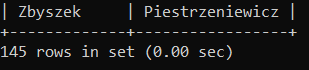 | Zbyszek     | Piestrzeniewicz |
+-------------+-----------------+
145 rows in set (0.00 sec)